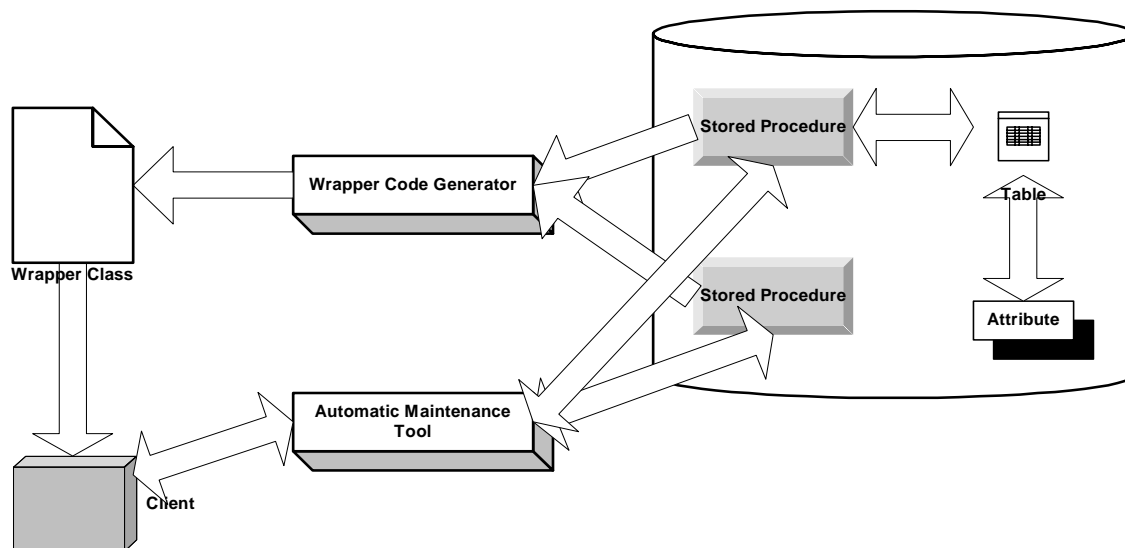 Stored Procedure
Wrapper Code Generator
Table
Wrapper Class
Stored Procedure
Attribute
Automatic Maintenance
Tool
Client